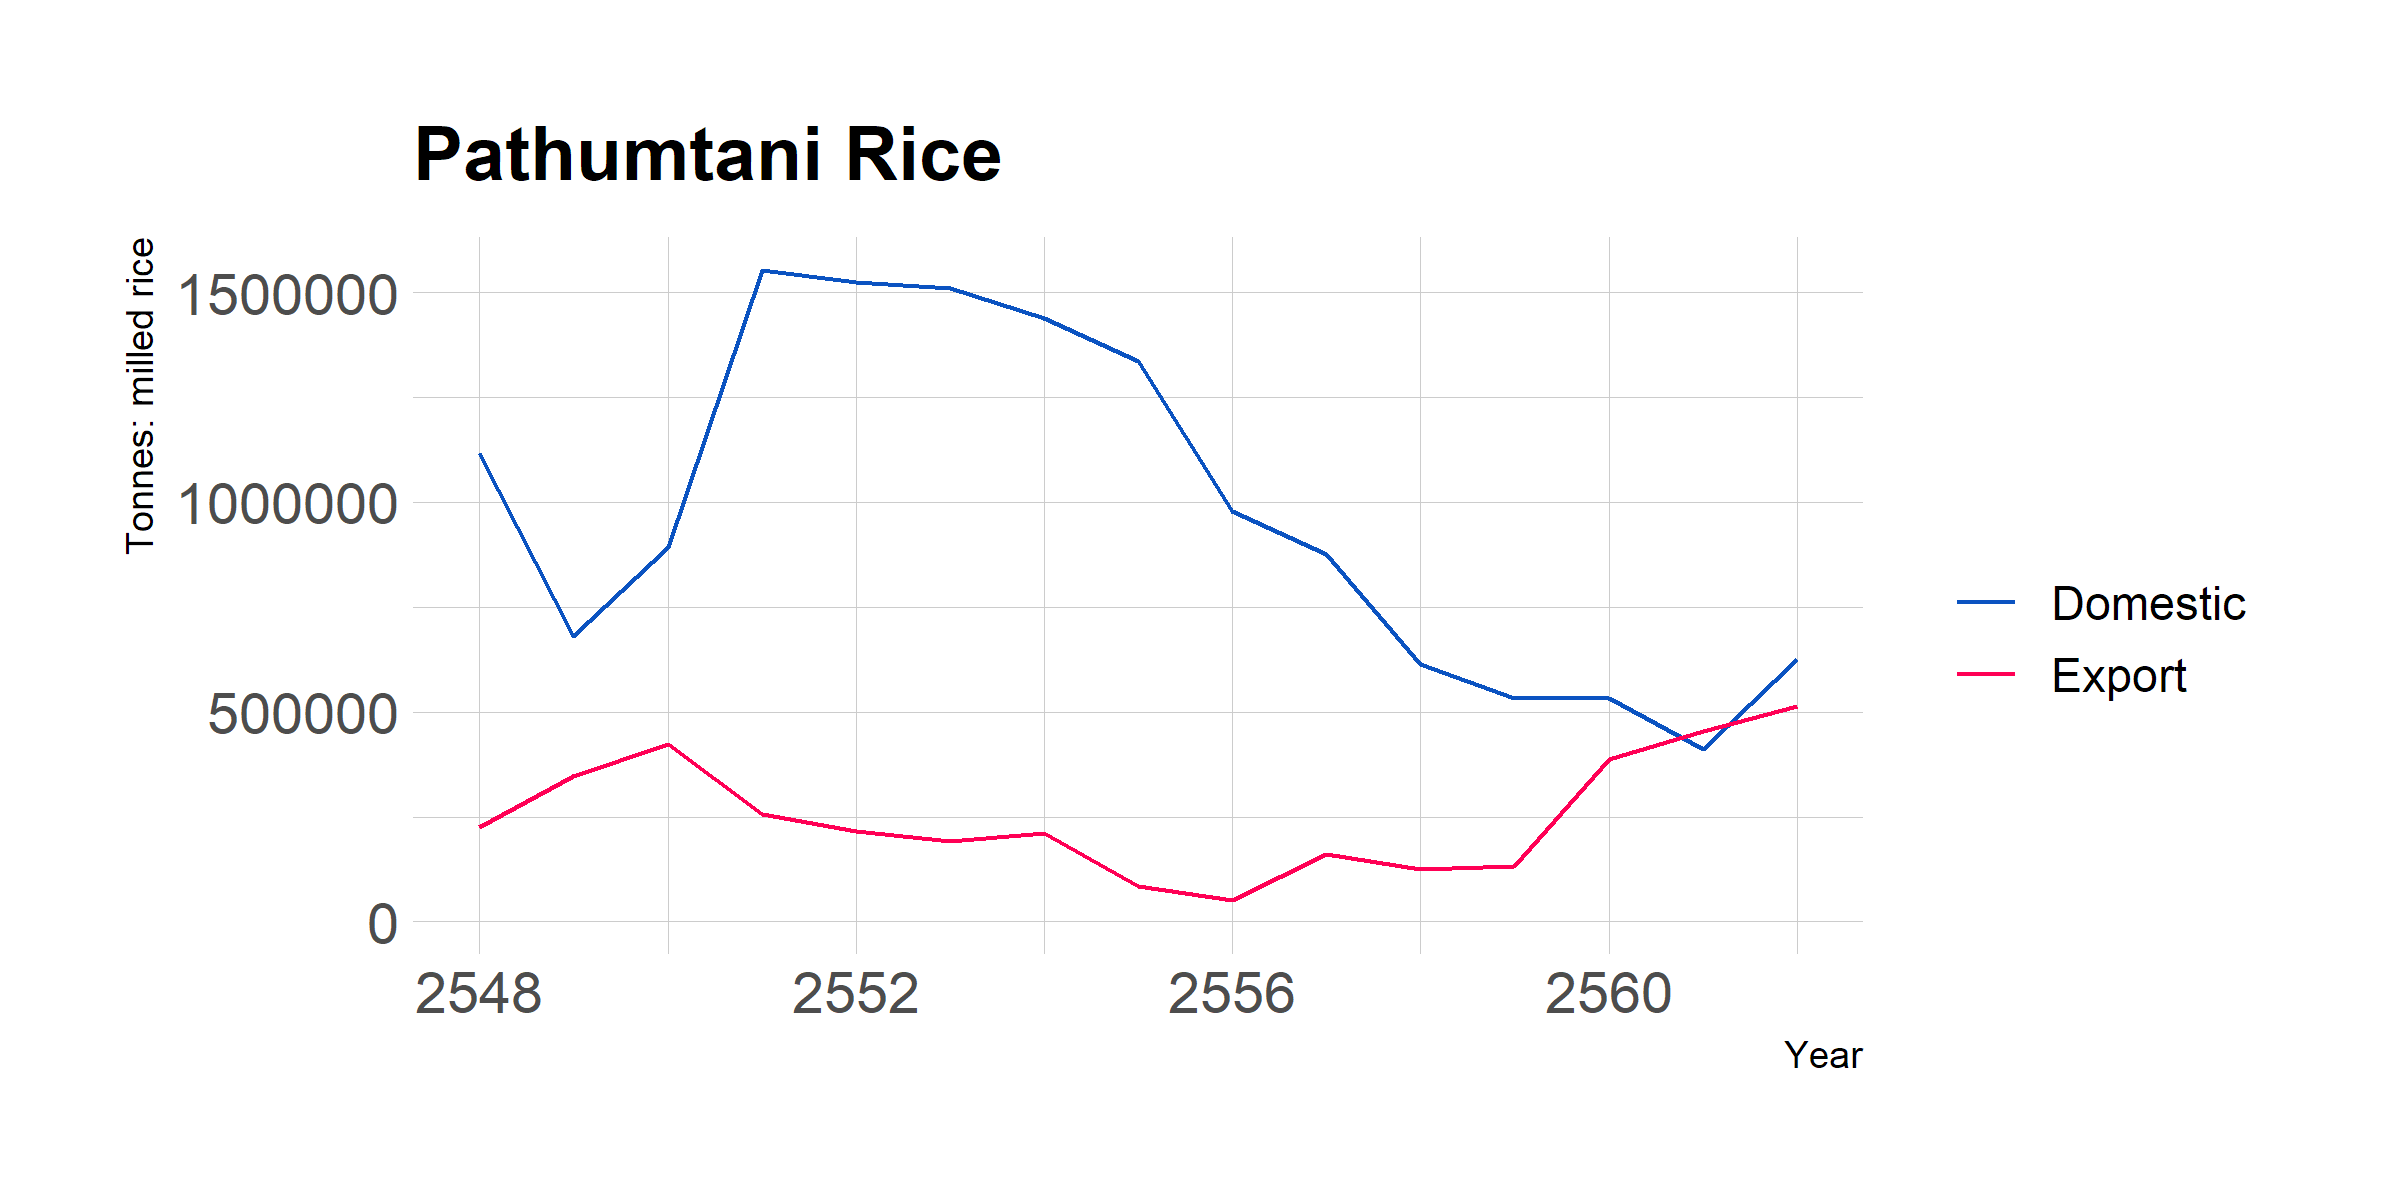 Pathumtani Rice
Tonnes: milled rice
1500000
1000000
500000
0
2548 2552 2556 2560
Year
Domestic
Export